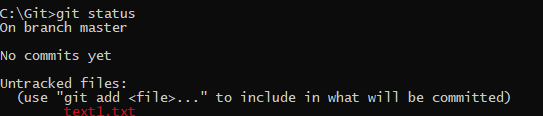 C:\Git>git status
On branch master
No commits yet
Untracked files:
(use "git add <file>..." to include in what will be committed)
text1.txt